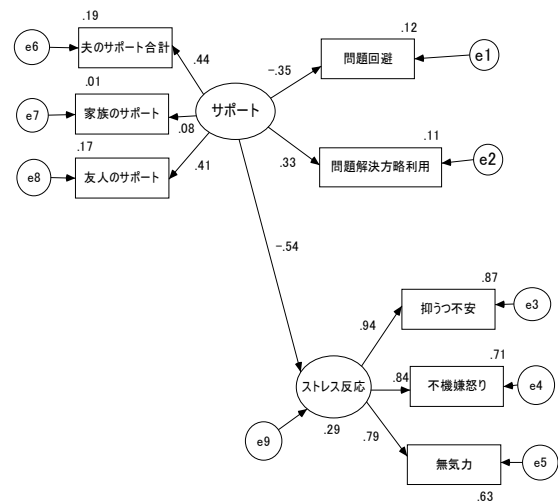 .19
e6
夫のサポート合計
.44
.01
e7
家族のサポート
.08
.17
e8
友人のサポート
.41
サポート
-.35
.12
問題回避
e1
.33
.11
問題解決方略利用
e2
-.54
.87
抑うつ不安
e3
.94
.71
ストレス反応
.84
不機嫌怒り
e4
.29
e9
.79
無気力
e5
.63